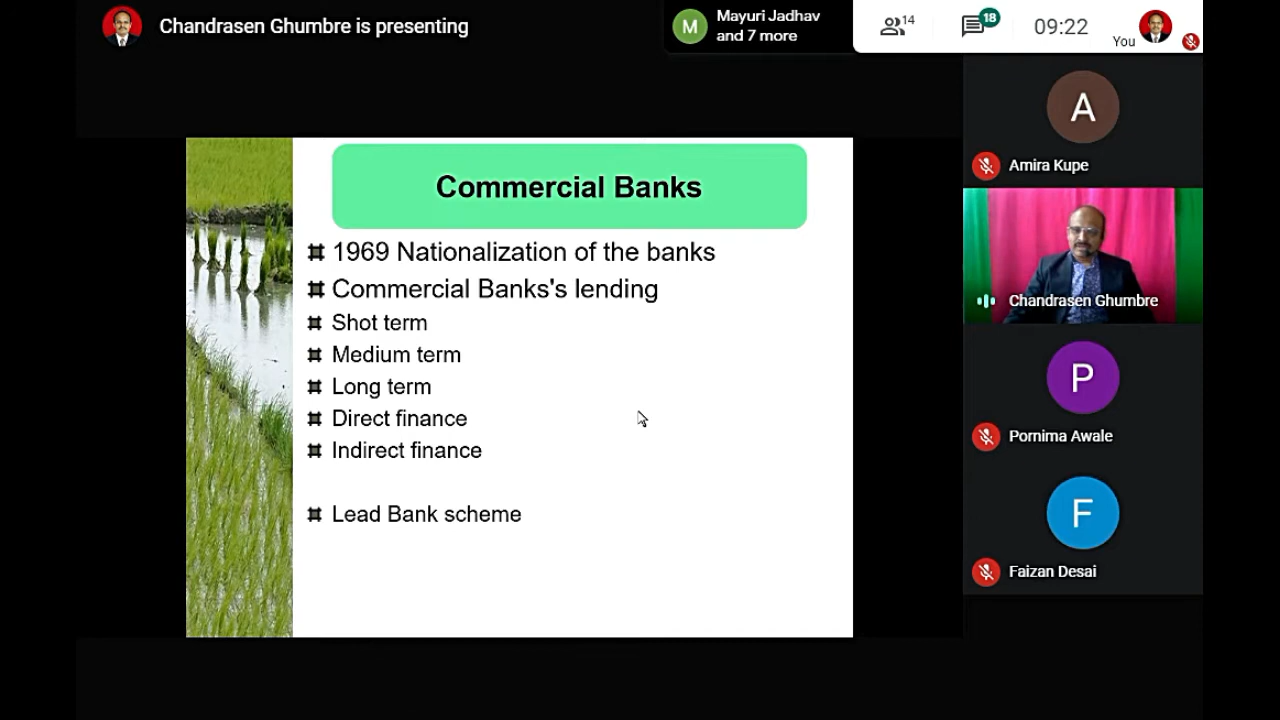 Chandrasen Ghumbre is presenting
M
Mayuri Jadhav
and 7 more
14
18
09:22
You
Commercial Banks
1969 Nationalization of the banks
Commercial Banks's lending
Shot term
Medium term
Long term
Direct finance
Indirect finance
Lead Bank scheme
A
Amira Kupe
Chandrasen Ghumbre
P
Pornima Awale
F
Faizan Desai